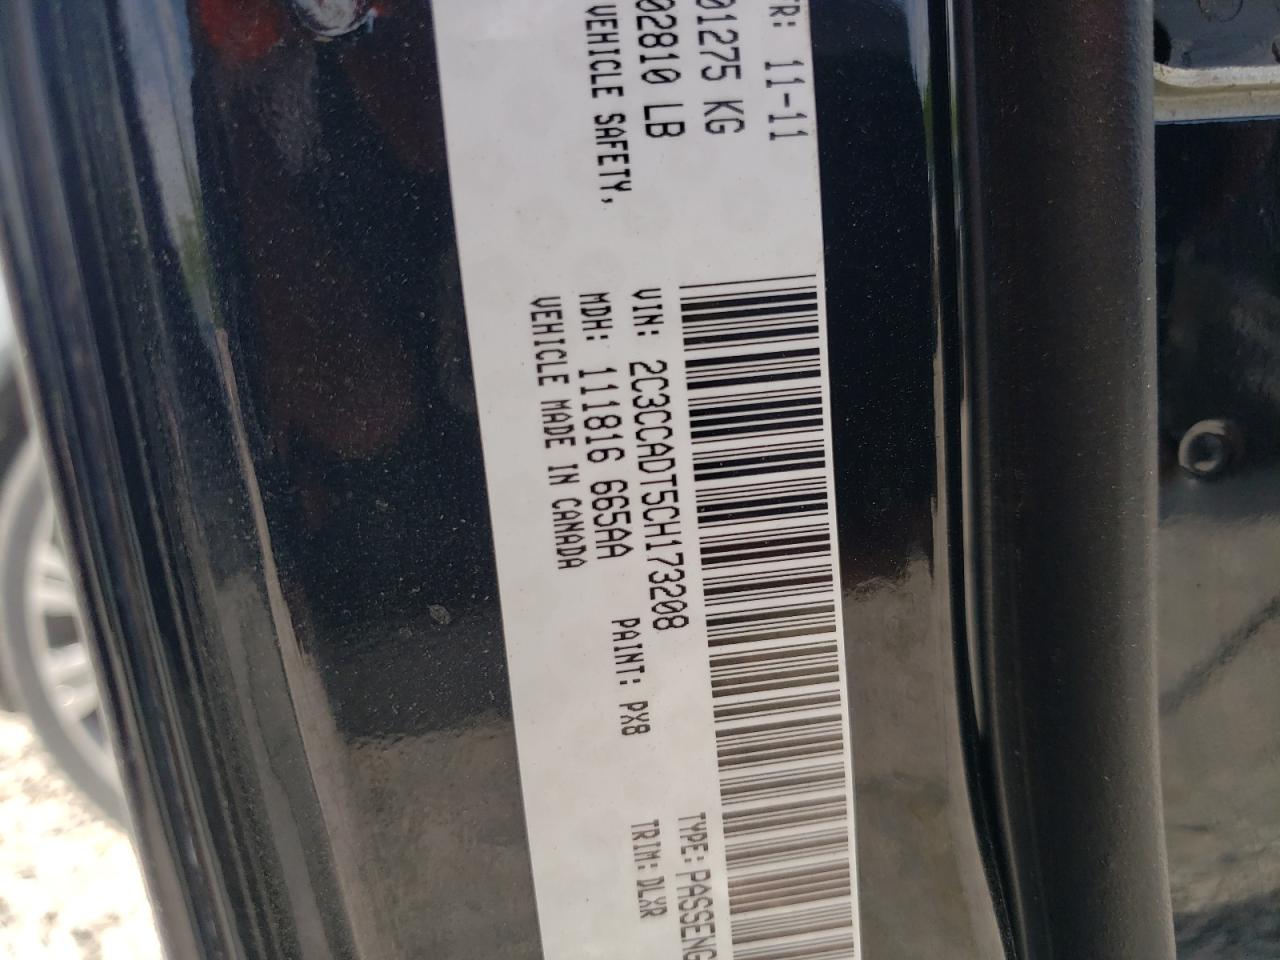 TR: 11-11
01275 KG
02810 LB
VEHICLE SAFETY,
VIN: 2C3CCADT5CH173208
TYPE: PASSENG
MDH: 111816 665AA
PAINT: PX8
TRIM: DLXR
VEHICLE MADE IN CANADA